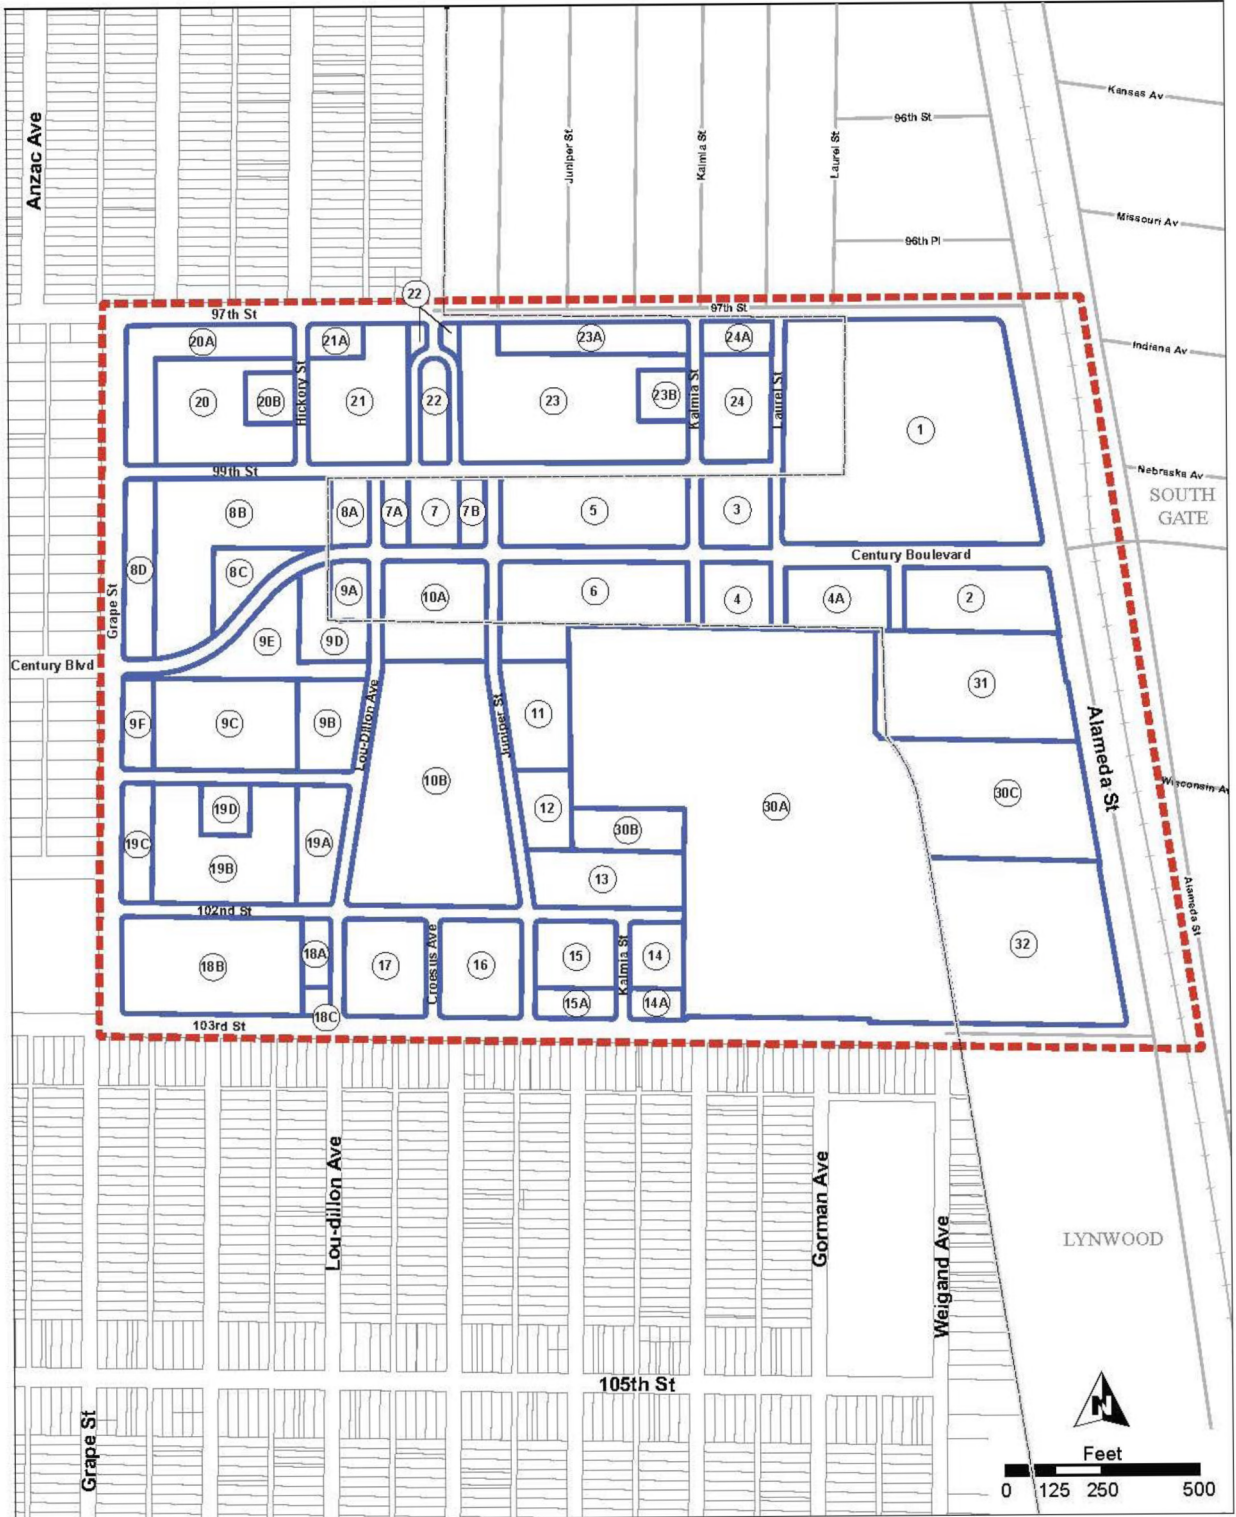 Anzac Ave
Juniper St
Kalmia St
Laurel St
96th St
96th Pl
Kansas Av
Missouri Av
Indiana Av
Nebraska Av
SOUTH
GATE
22
97th St
97th St
20A
21A
23A
24A
20
20B
Hickory St
21
22
23
23B
Kalmia St
24
Laurel St
1
99th St
8B
8A
7A
7
7B
5
3
Century Boulevard
8D
8C
Grape St
9A
10A
6
4
4A
2
Century Blvd
9E
9D
31
9F
9C
9B
Lou-Dillon Ave
Juniper St
11
Alameda St
10B
30A
30C
Wisconsin Av
19D
12
30B
19C
19A
19B
13
Alameda St
102nd St
18B
18A
17
Croesus Ave
16
15
Kalmia St
14
32
15A
14A
18C
103rd St
Lou-dillon Ave
Gorman Ave
Weigand Ave
LYNWOOD
105th St
Grape St
N
Feet
0 125 250 500